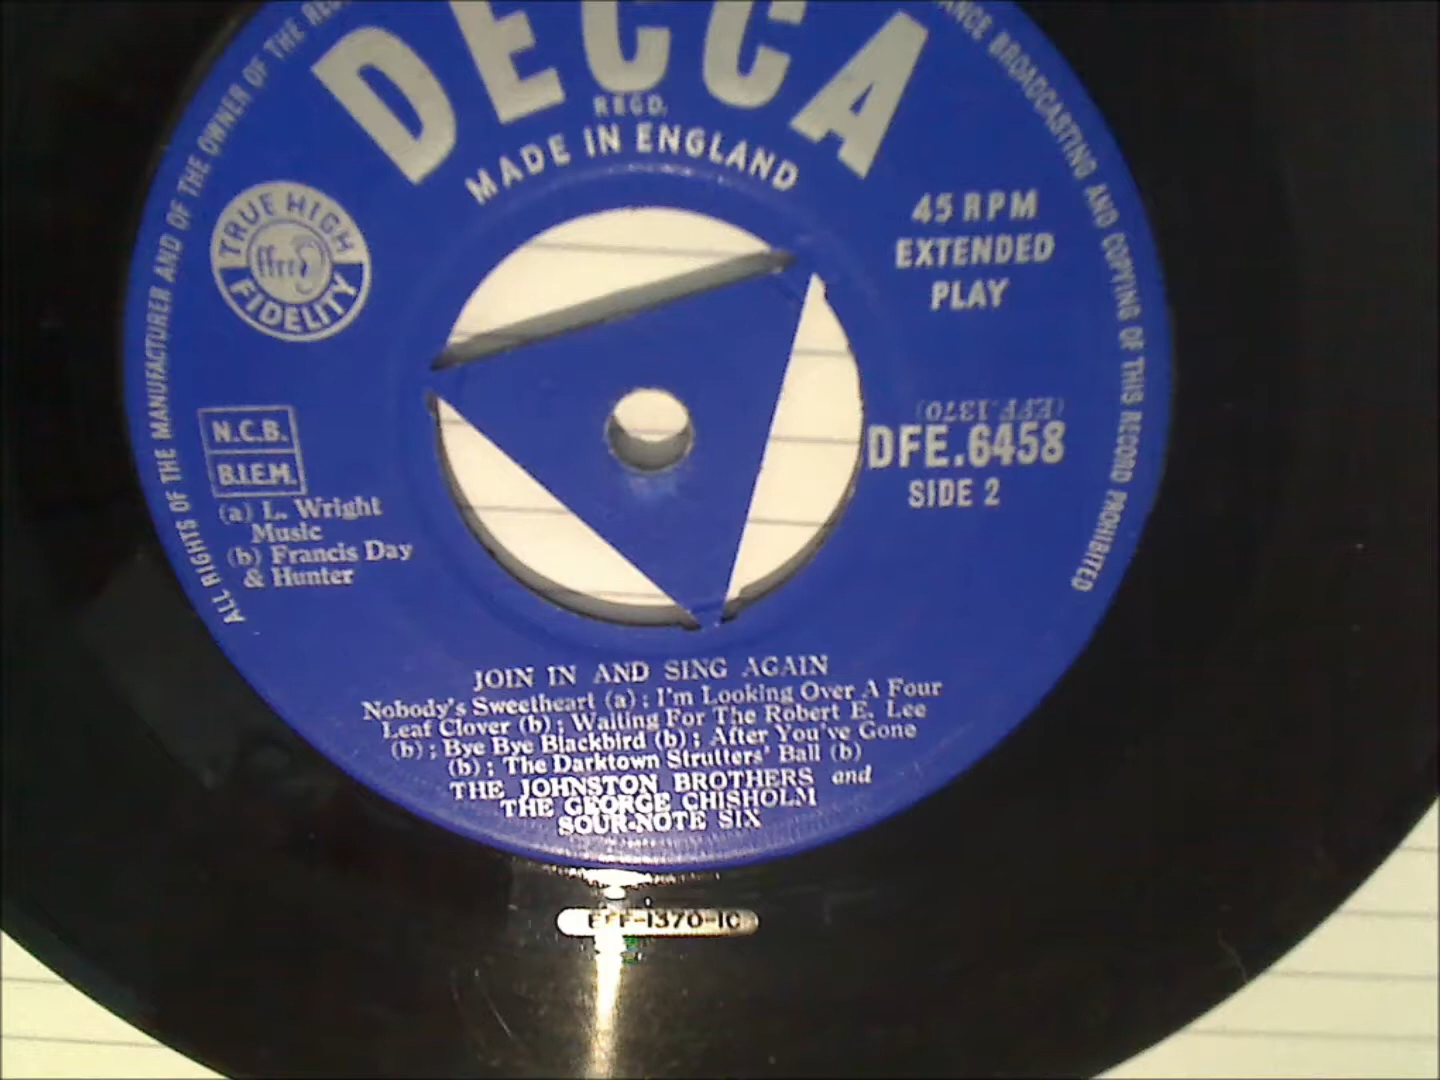 DECCA
REGD.
MADE IN ENGLAND
ALL RIGHTS OF THE MANUFACTURER AND OF THE OWNER OF THE
BROADCASTING AND COPYING OF THIS RECORD PROHIBITED
TRUE HIGH
ffrr
FIDELITY
45 RPM
EXTENDED
PLAY
N.C.B.
B.I.E.M.
(a) L. Wright
Music
(b) Francis Day
& Hunter
(EFF.1370)
DFE.6458
SIDE 2
JOIN IN AND SING AGAIN
Nobody's Sweetheart (a) ; I'm Looking Over A Four
Leaf Clover (b) ; Waiting For The Robert E. Lee
(b) ; Bye Bye Blackbird (b) ; After You've Gone
(b) ; The Darktown Strutters' Ball (b)
THE JOHNSTON BROTHERS and
THE GEORGE CHISHOLM
SOUR-NOTE SIX
EFF-1370-1C